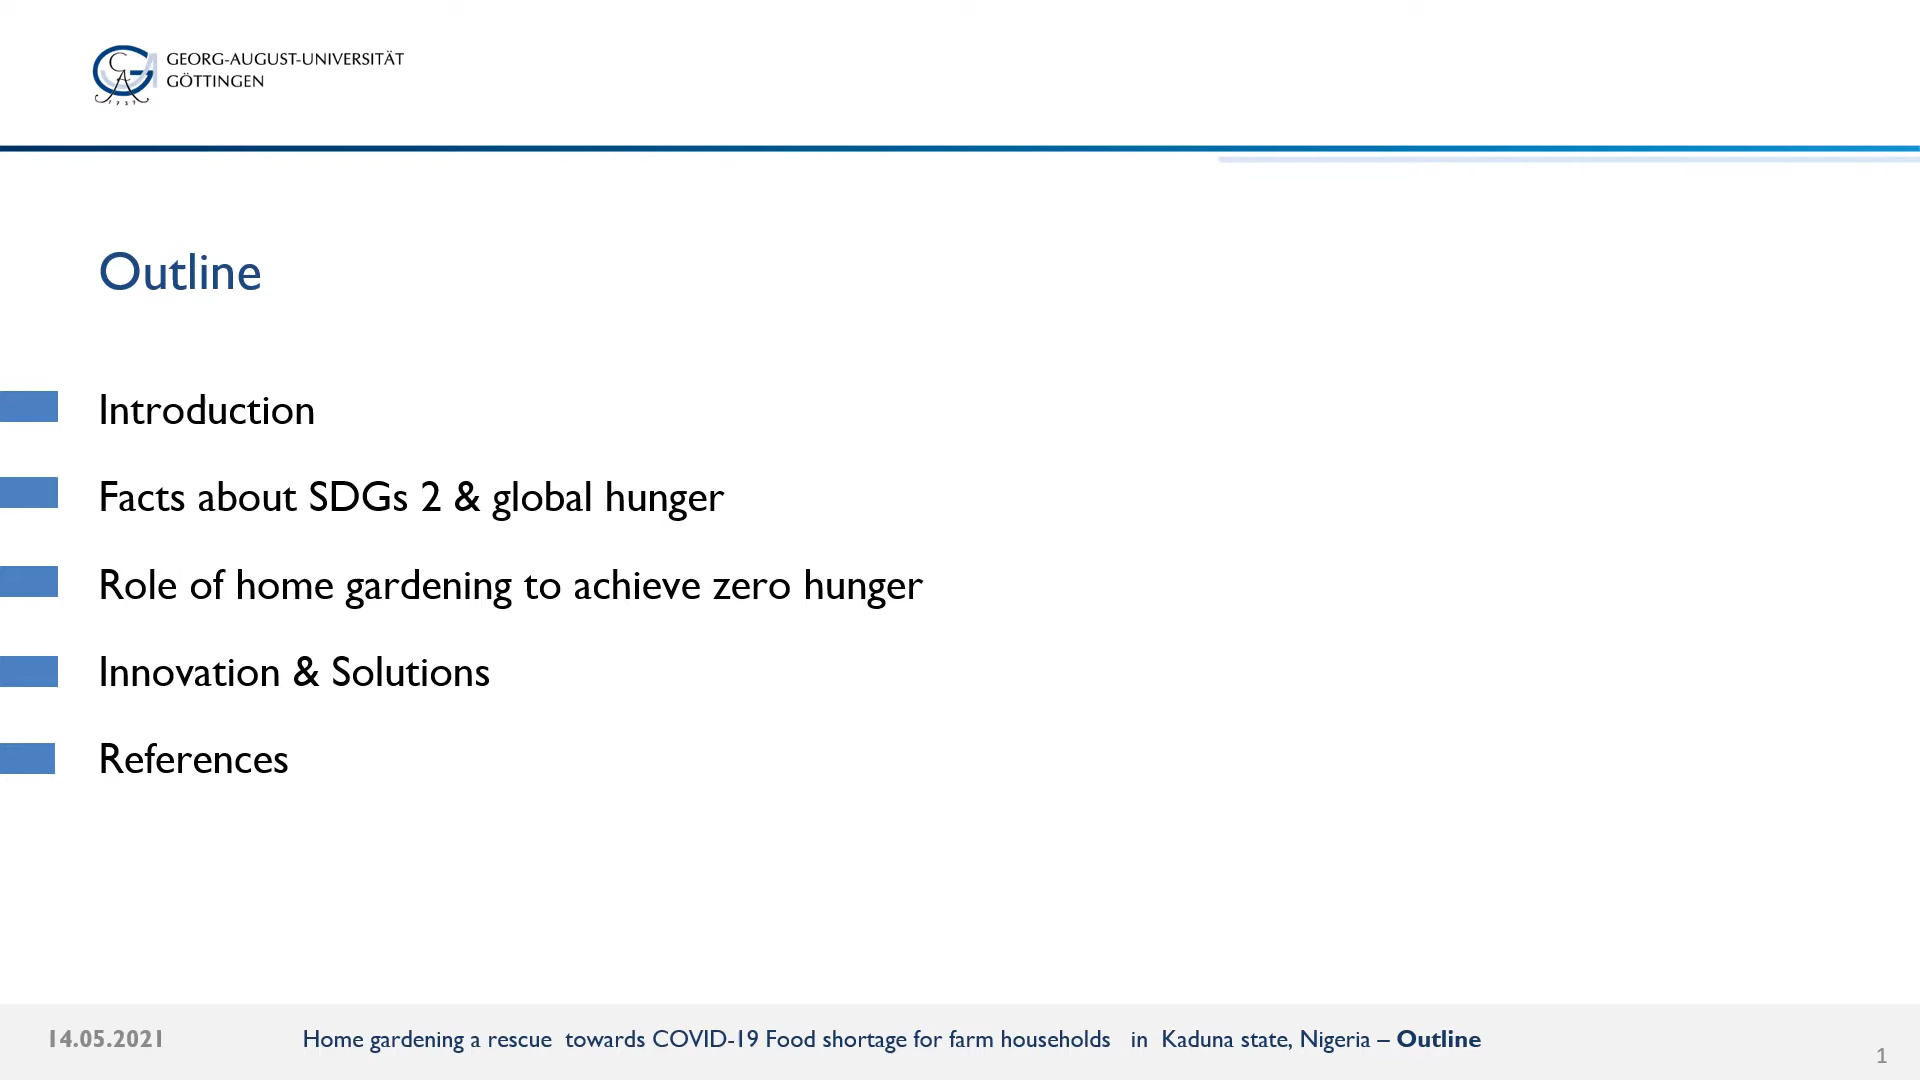 GEORG-AUGUST-UNIVERSITÄT
GÖTTINGEN
Outline
Introduction
Facts about SDGs 2 & global hunger
Role of home gardening to achieve zero hunger
Innovation & Solutions
References
14.05.2021
Home gardening a rescue towards COVID-19 Food shortage for farm households in Kaduna state, Nigeria – Outline
1